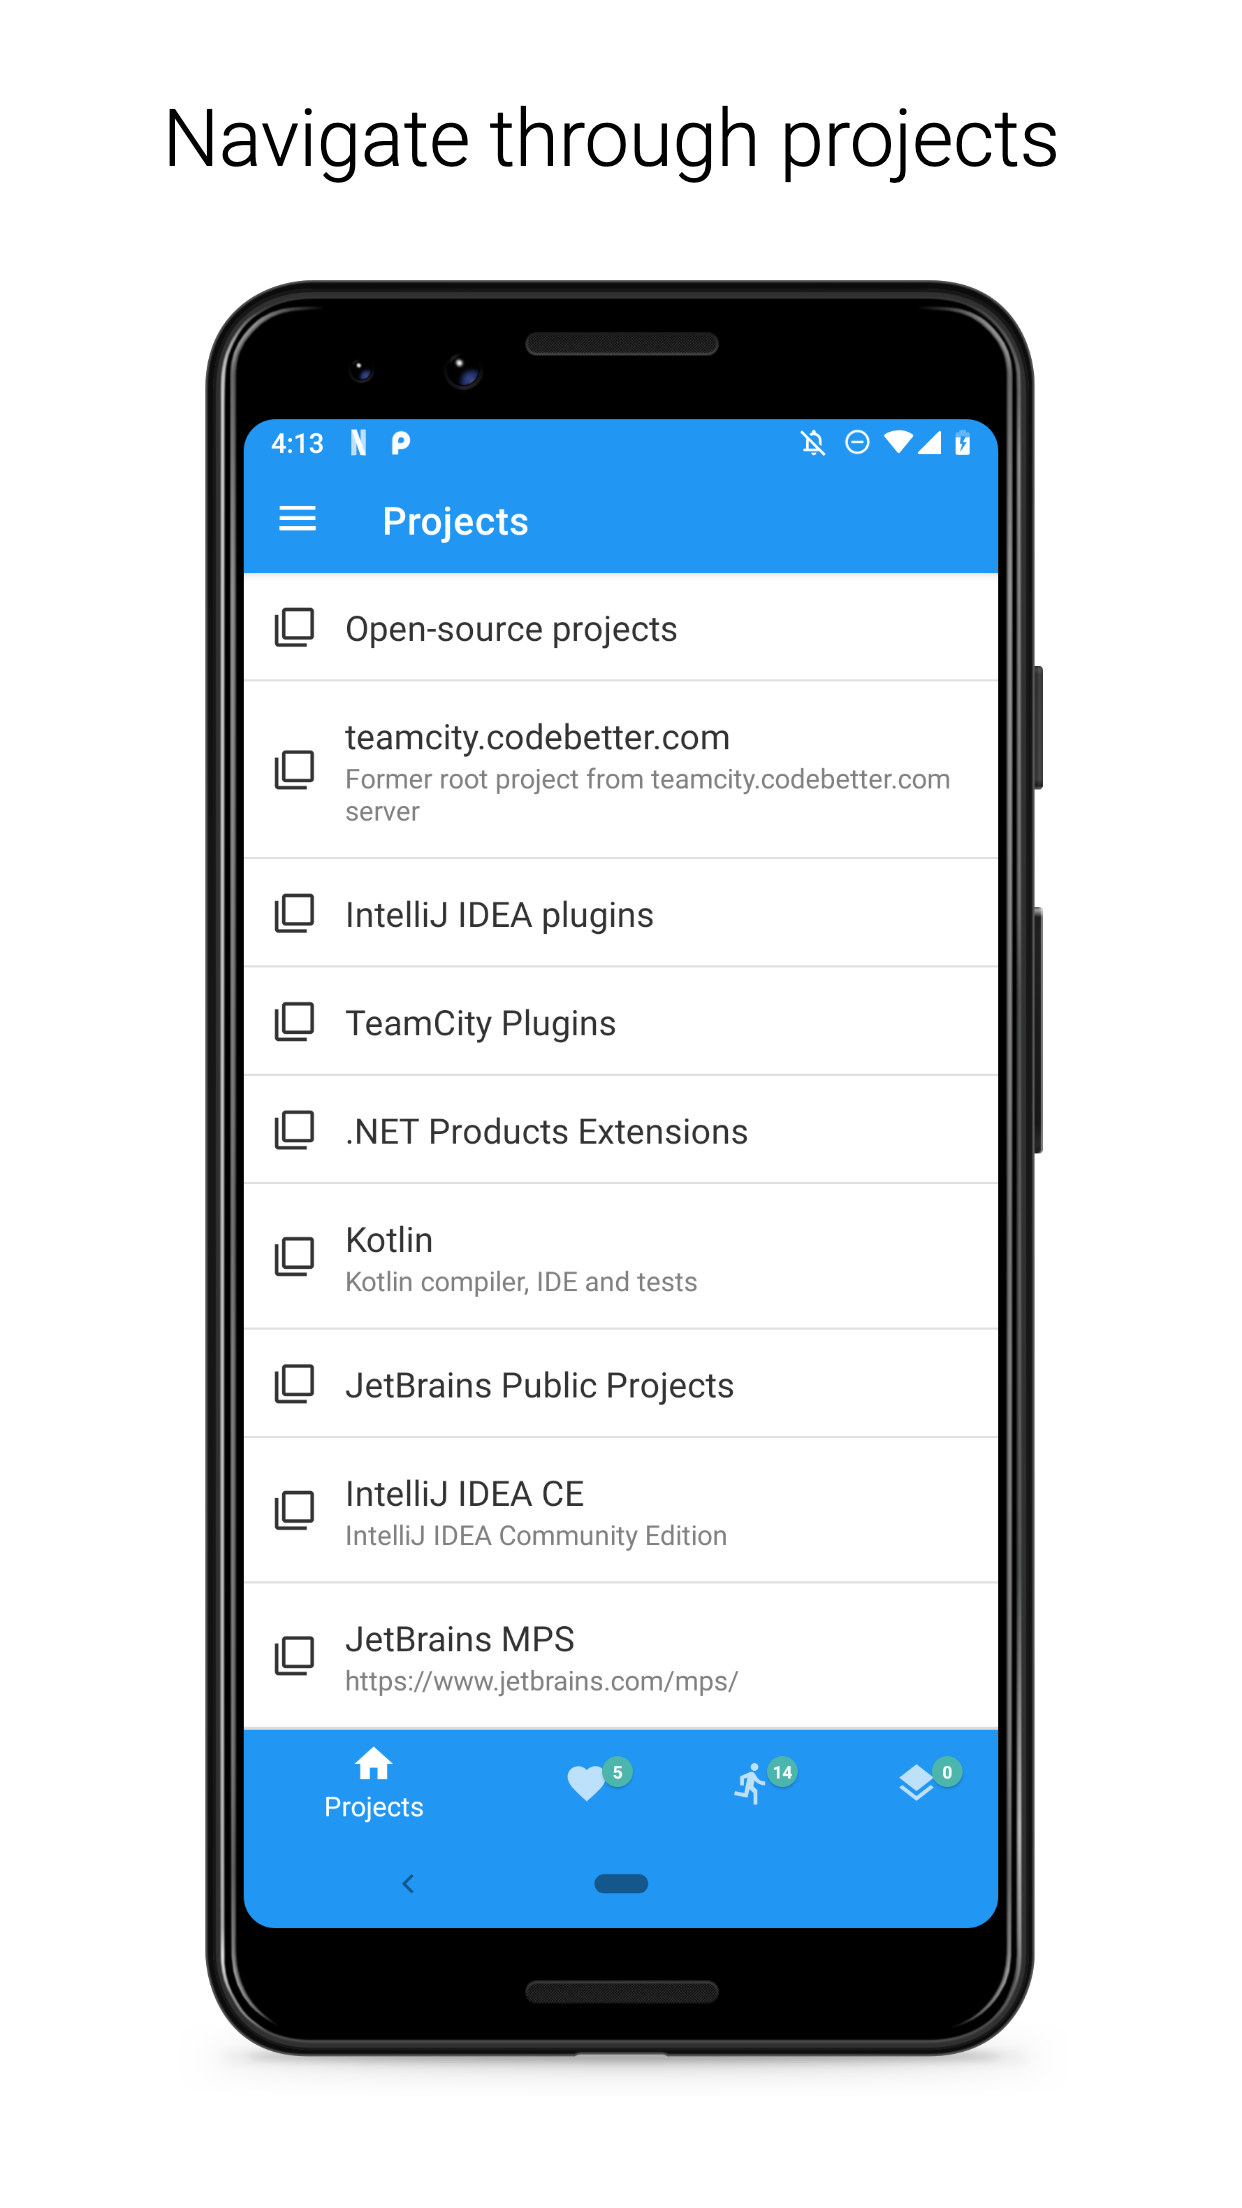 Navigate through projects
4:13
Projects
Open-source projects
teamcity.codebetter.com
Former root project from teamcity.codebetter.com
server
IntelliJ IDEA plugins
TeamCity Plugins
.NET Products Extensions
Kotlin
Kotlin compiler, IDE and tests
JetBrains Public Projects
IntelliJ IDEA CE
IntelliJ IDEA Community Edition
JetBrains MPS
https://www.jetbrains.com/mps/
5
14
0
Projects